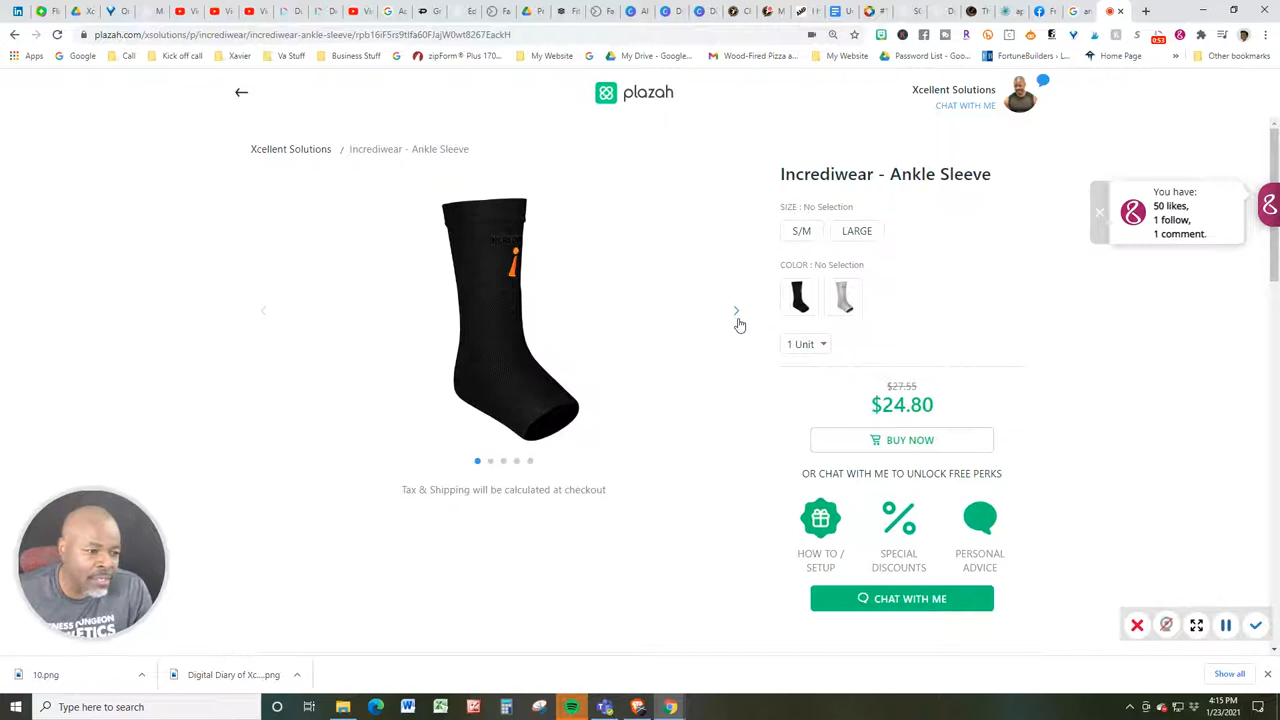 plazah.com/xsolutions/p/incrediwear/incrediwear-ankle-sleeve/
0:53
Apps
Google
Call
Kick off
Vstuff
Business Stuff
Xavier
zipForm® Plus 170...
My Website
My Drive - Google...
Wood-Fired Pizza a...
My Website
Password List - Goo...
FortuneBuilders › L...
Home Page
»
Other bookmarks
plazah
Xcellent Solutions
CHAT WITH ME
Xcellent Solutions / Incrediwear - Ankle Sleeve
Incrediwear - Ankle Sleeve
SIZE : No Selection
S/M
LARGE
COLOR : No Selection
1 Unit
$27.55
$24.80
BUY NOW
OR CHAT WITH ME TO UNLOCK FREE PERKS
HOW TO /
SETUP
SPECIAL
DISCOUNTS
PERSONAL
ADVICE
CHAT WITH ME
Tax & Shipping will be calculated at checkout
You have:
50 likes,
1 follow,
1 comment.
10.png
Digital Diary of Xc....png
Show all
Type here to search
4:15 PM
1/23/2021